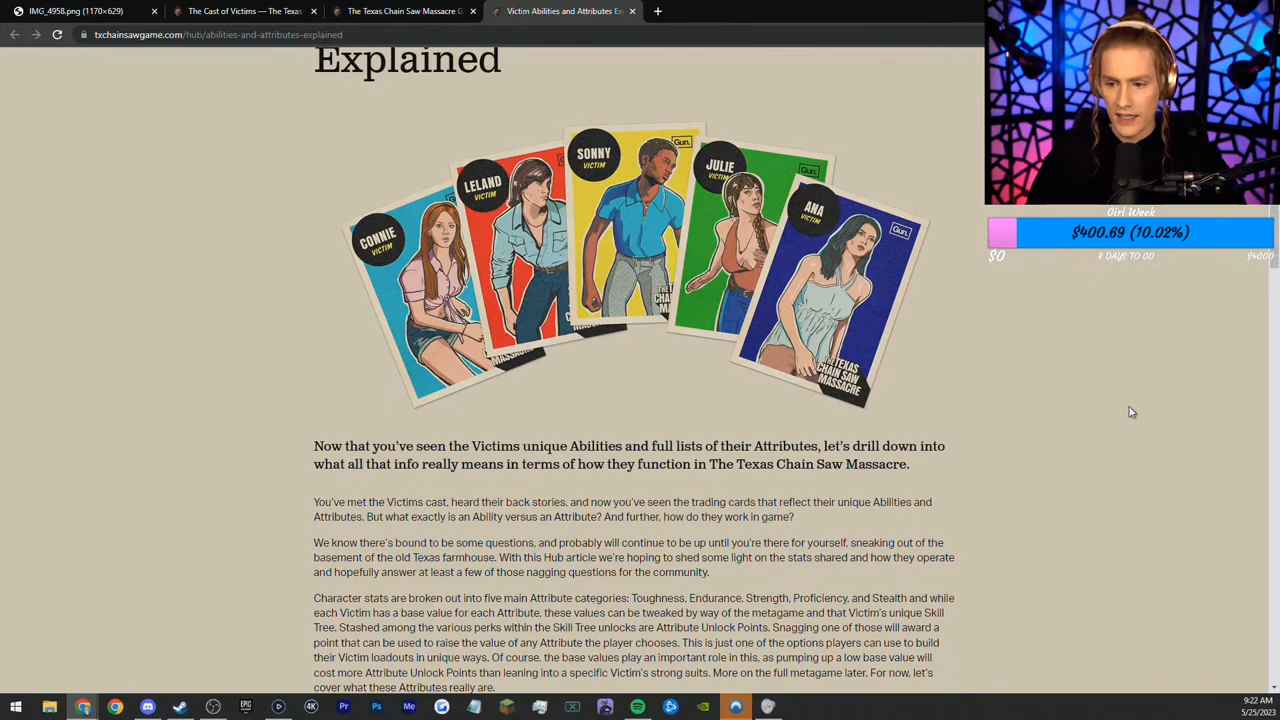 IMG_4958.png (1170×629)
The Cast of Victims — The Texas
The Texas Chain Saw Massacre G
Victim Abilities and Attributes Ex
txchainsawgame.com/hub/abilities-and-attributes-explained
Explained
CONNIE
VICTIM
LELAND
VICTIM
SONNY
VICTIM
Gun.
JULIE
VICTIM
Gun.
ANA
VICTIM
Gun.
THE TEXAS
CHAIN SAW
MASSACRE
Girl Week
$400.69 (10.02%)
$0
8 DAYS TO GO
$4000
Now that you've seen the Victims unique Abilities and full lists of their Attributes, let's drill down into
what all that info really means in terms of how they function in The Texas Chain Saw Massacre.
You've met the Victims cast, heard their back stories, and now you've seen the trading cards that reflect their unique Abilities and
Attributes. But what exactly is an Ability versus an Attribute? And further, how do they work in game?
We know there's bound to be some questions, and probably will continue to be up until you're there for yourself, sneaking out of the
basement of the old Texas farmhouse. With this Hub article we're hoping to shed some light on the stats shared and how they operate
and hopefully answer at least a few of those nagging questions for the community.
Character stats are broken out into five main Attribute categories: Toughness, Endurance, Strength, Proficiency, and Stealth and while
each Victim has a base value for each Attribute, these values can be tweaked by way of the metagame and that Victim's unique Skill
Tree. Stashed among the various perks within the Skill Tree unlocks are Attribute Unlock Points. Snagging one of those will award a
point that can be used to raise the value of any Attribute the player chooses. This is just one of the options players can use to build
their Victim loadouts in unique ways. Of course, the base values play an important role in this, as pumping up a low base value will
cost more Attribute Unlock Points than leaning into a specific Victim's strong suits. More on the full metagame later. For now, let's
cover what these Attributes really are.
9:22 AM
5/25/2023